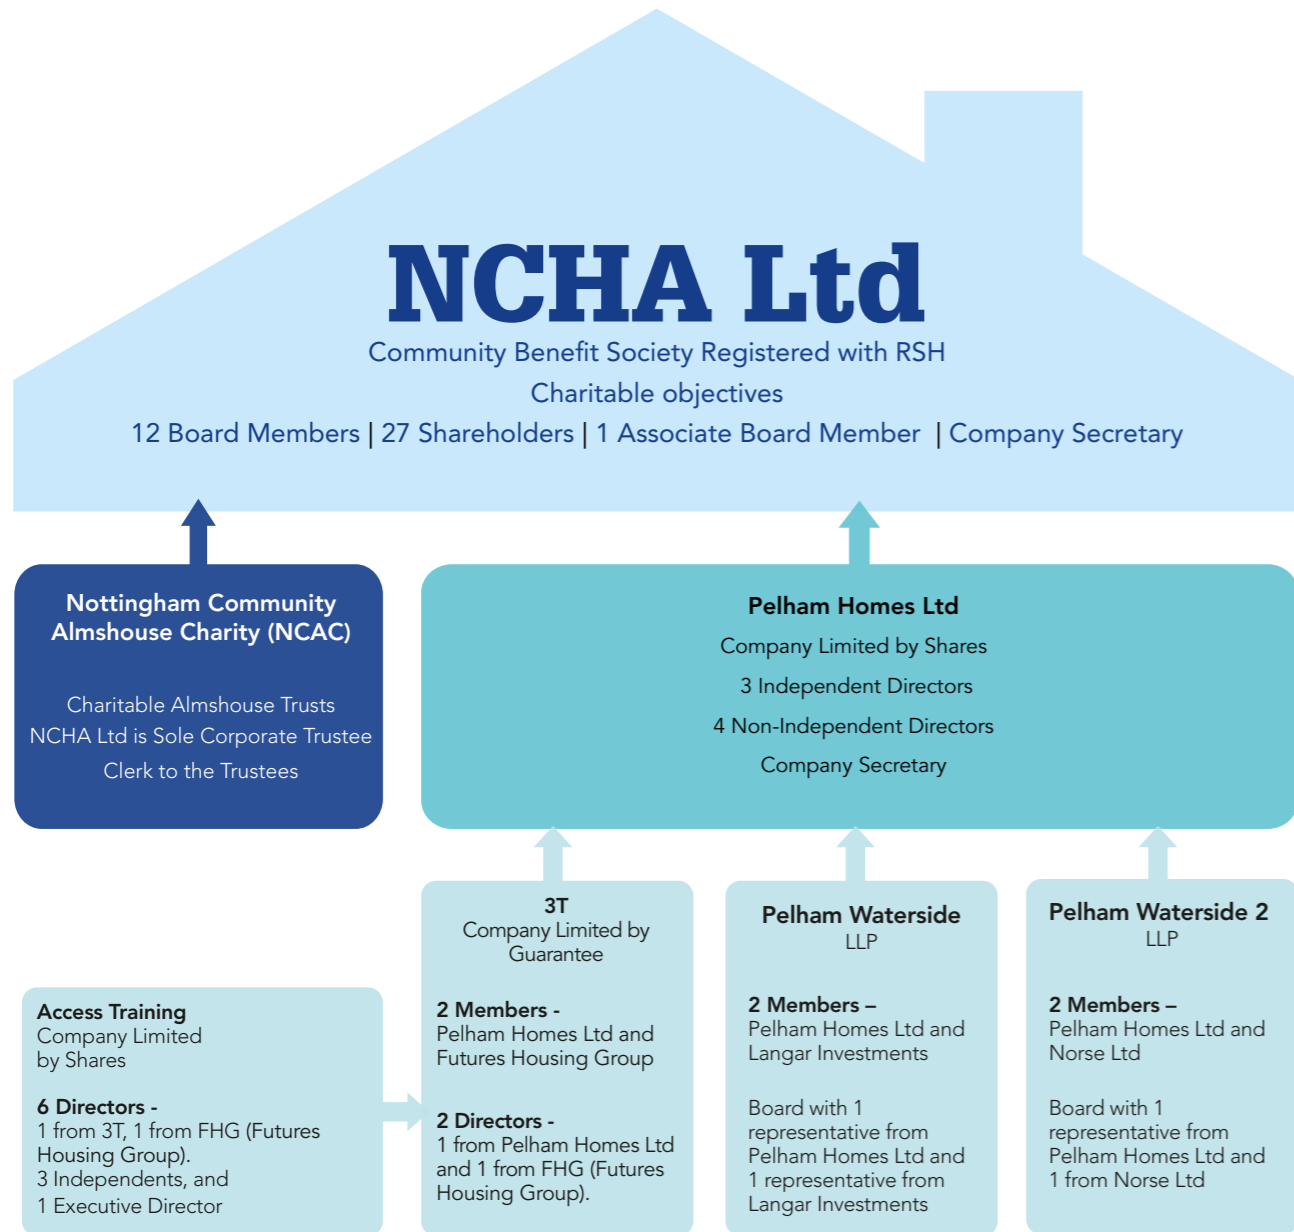 NCHA Ltd
Community Benefit Society Registered with RSH
Charitable objectives
12 Board Members | 27 Shareholders | 1 Associate Board Member | Company Secretary
Nottingham Community
Almshouse Charity (NCAC)
Charitable Almshouse Trusts
NCHA Ltd is Sole Corporate Trustee
Clerk to the Trustees
Pelham Homes Ltd
Company Limited by Shares
3 Independent Directors
4 Non-Independent Directors
Company Secretary
Access Training
Company Limited
by Shares
6 Directors -
1 from 3T, 1 from FHG (Futures
Housing Group).
3 Independents, and
1 Executive Director
3T
Company Limited by
Guarantee
2 Members -
Pelham Homes Ltd and
Futures Housing Group
2 Directors -
1 from Pelham Homes Ltd
and 1 from FHG (Futures
Housing Group).
Pelham Waterside
LLP
2 Members –
Pelham Homes Ltd and
Langar Investments
Board with 1
representative from
Pelham Homes Ltd and
1 representative from
Langar Investments
Pelham Waterside 2
LLP
2 Members –
Pelham Homes Ltd and
Norse Ltd
Board with 1
representative from
Pelham Homes Ltd and
1 from Norse Ltd